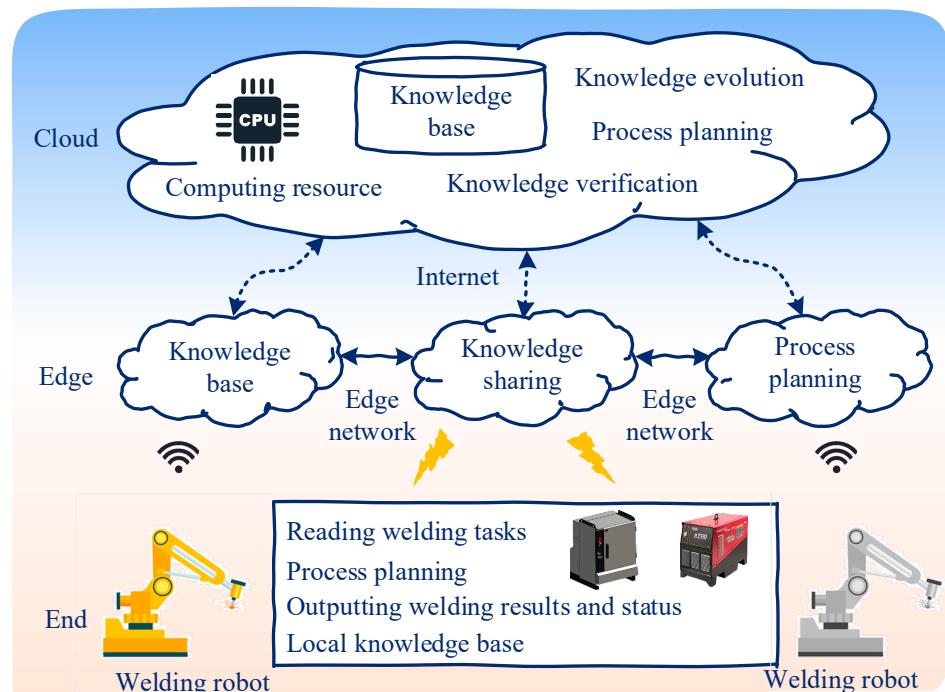 Knowledge evolution
Knowledge
base
CPU
Process planning
Cloud
Computing resource
Knowledge verification
Internet
Knowledge
base
Knowledge
sharing
Process
planning
Edge
Edge
network
Edge
network
Reading welding tasks
Process planning
Outputting welding results and status
Local knowledge base
End
Welding robot
Welding robot